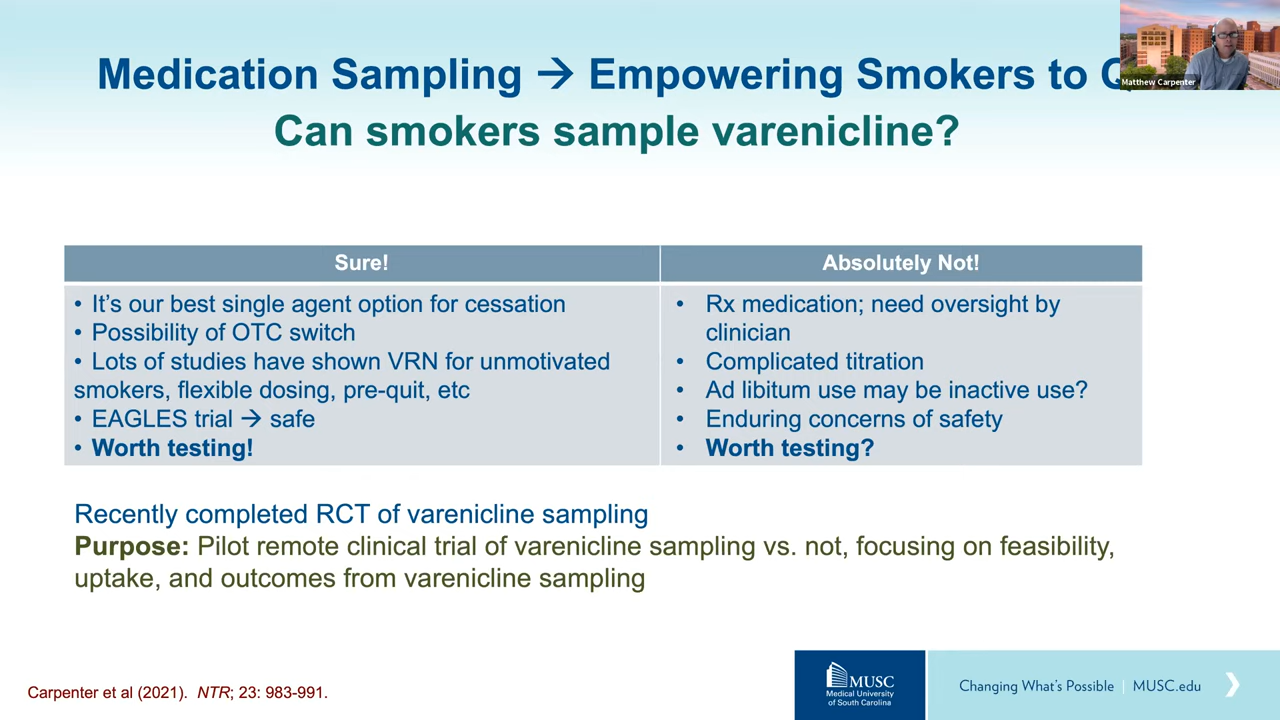 Medication Sampling → Empowering Smokers to
Can smokers sample varenicline?
Matthew Carpenter
Sure!
• It's our best single agent option for cessation
• Possibility of OTC switch
• Lots of studies have shown VRN for unmotivated
smokers, flexible dosing, pre-quit, etc
• EAGLES trial → safe
• Worth testing!
Absolutely Not!
• Rx medication; need oversight by
clinician
• Complicated titration
• Ad libitum use may be inactive use?
• Enduring concerns of safety
• Worth testing?
Recently completed RCT of varenicline sampling
Purpose: Pilot remote clinical trial of varenicline sampling vs. not, focusing on feasibility,
uptake, and outcomes from varenicline sampling
Carpenter et al (2021). NTR; 23: 983-991.
MUSC
Medical University
of South Carolina
Changing What's Possible | MUSC.edu